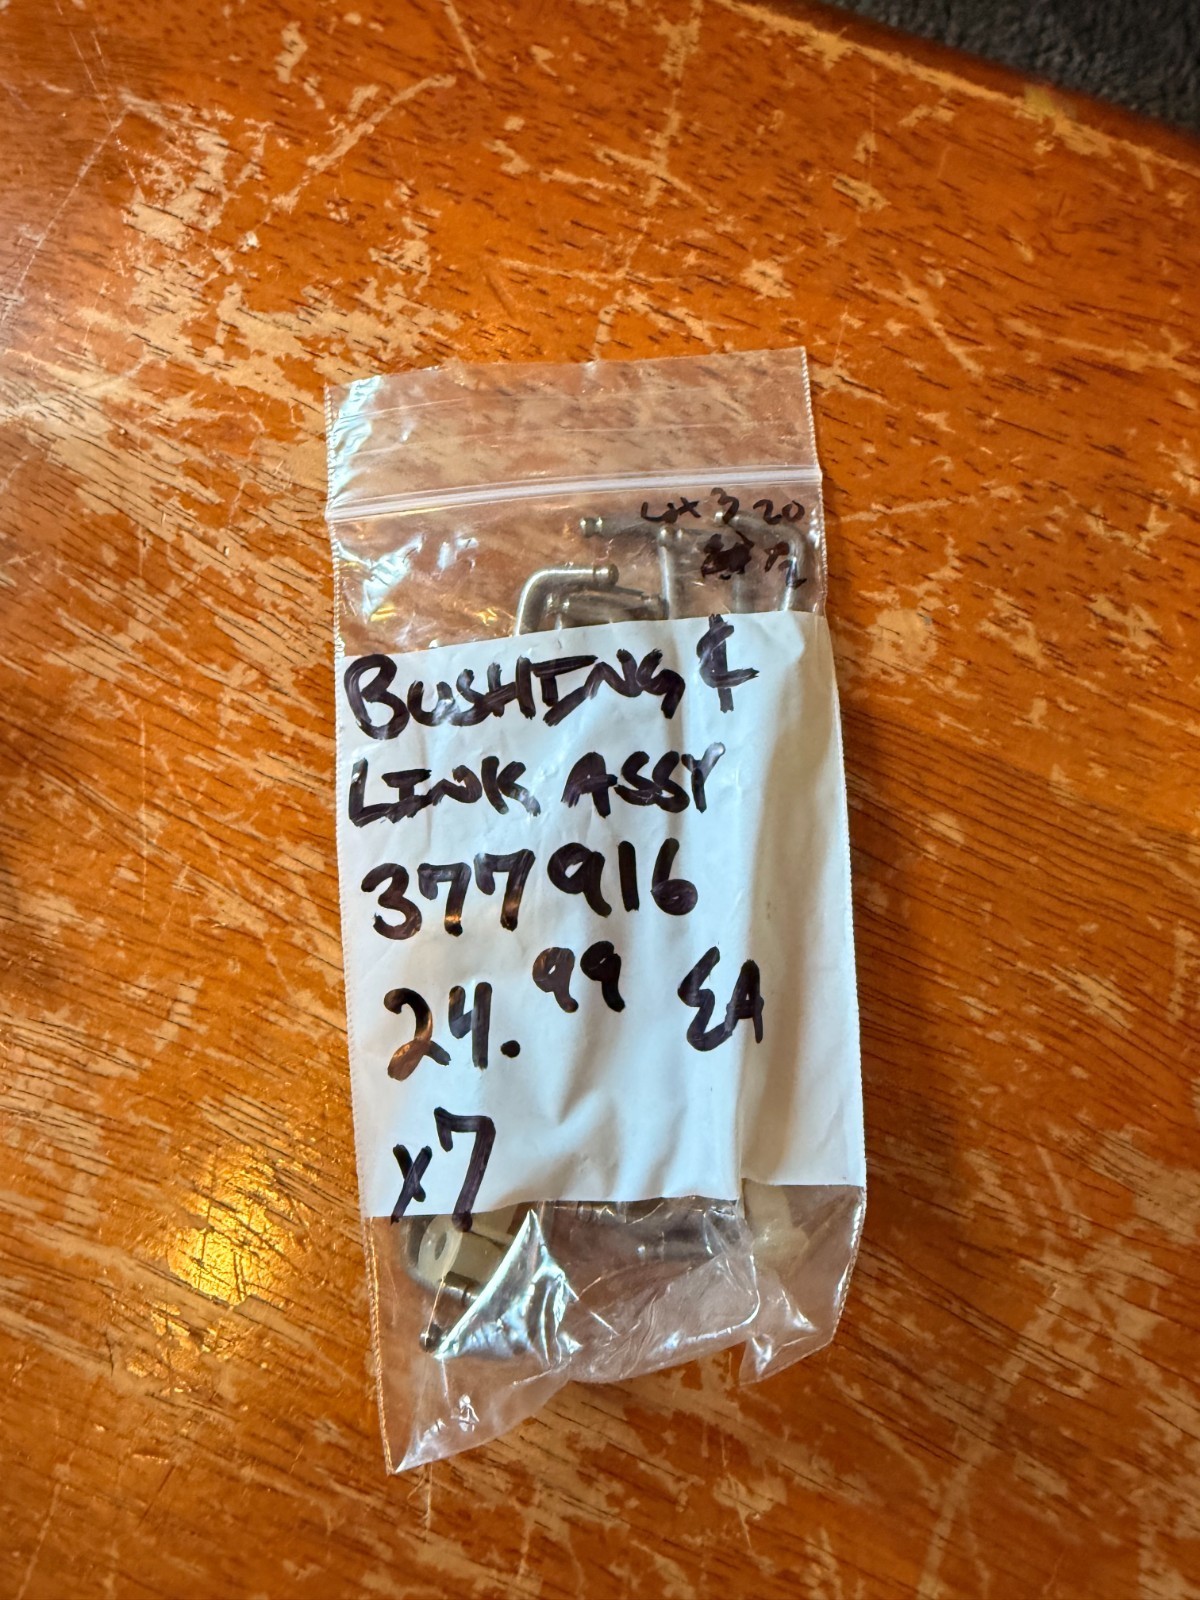 BUSHING &
LINK ASSY
377916
24.99 EA
x7